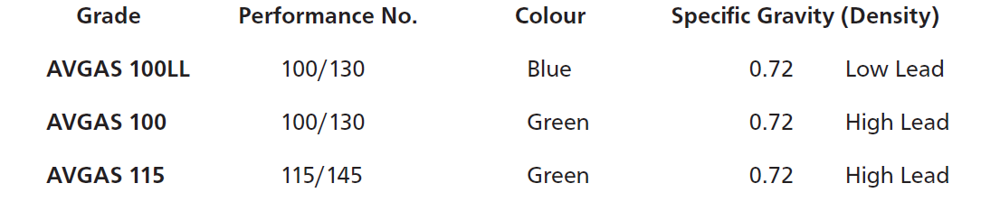 Grade Performance No. Colour Specific Gravity (Density)
AVGAS 100LL 100/130 Blue 0.72 Low Lead
AVGAS 100 100/130 Green 0.72 High Lead
AVGAS 115 115/145 Green 0.72 High Lead